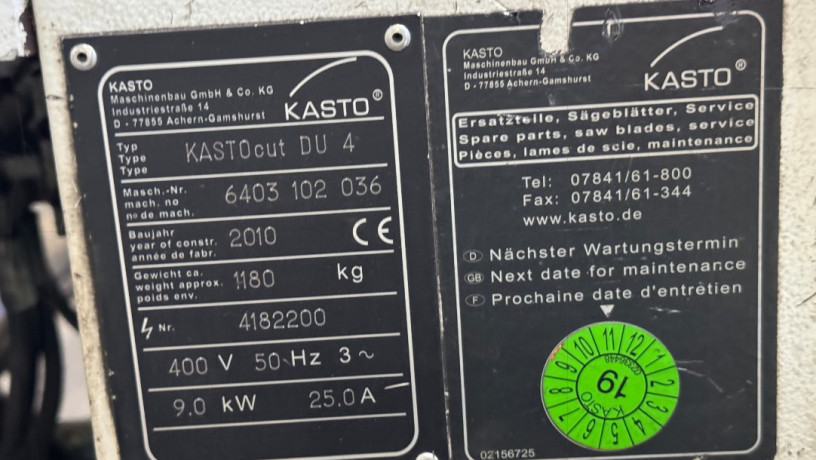 KASTO
Maschinenbau GmbH & Co. KG
Industriestraße 14
D - 77855 Achern-Gamshurst
KASTO®
Typ
Type
Type
KASTOcut DU 4
Masch.-Nr.
mach. no
no de mach.
6403 102 036
Baujahr
year of constr.
année de fabr.
2010
CE
Gewicht ca.
weight approx.
poids env.
1180 kg
Nr. 4182200
400 V 50 Hz 3 ~
9.0 kW 25.0 A
KASTO
Maschinenbau GmbH & Co. KG
Industriestraße 14
D - 77855 Achern-Gamshurst
KASTO®
Ersatzteile, Sägeblätter, Service
Spare parts, saw blades, service
Pièces, lames de scie, maintenance
Tel: 07841/61-800
Fax: 07841/61-344
www.kasto.de
D Nächster Wartungstermin
GB Next date for maintenance
F Prochaine date d'entretien
1 2 3 4 5 6 7 8 9 10 11 12
19
KASTO
02156725